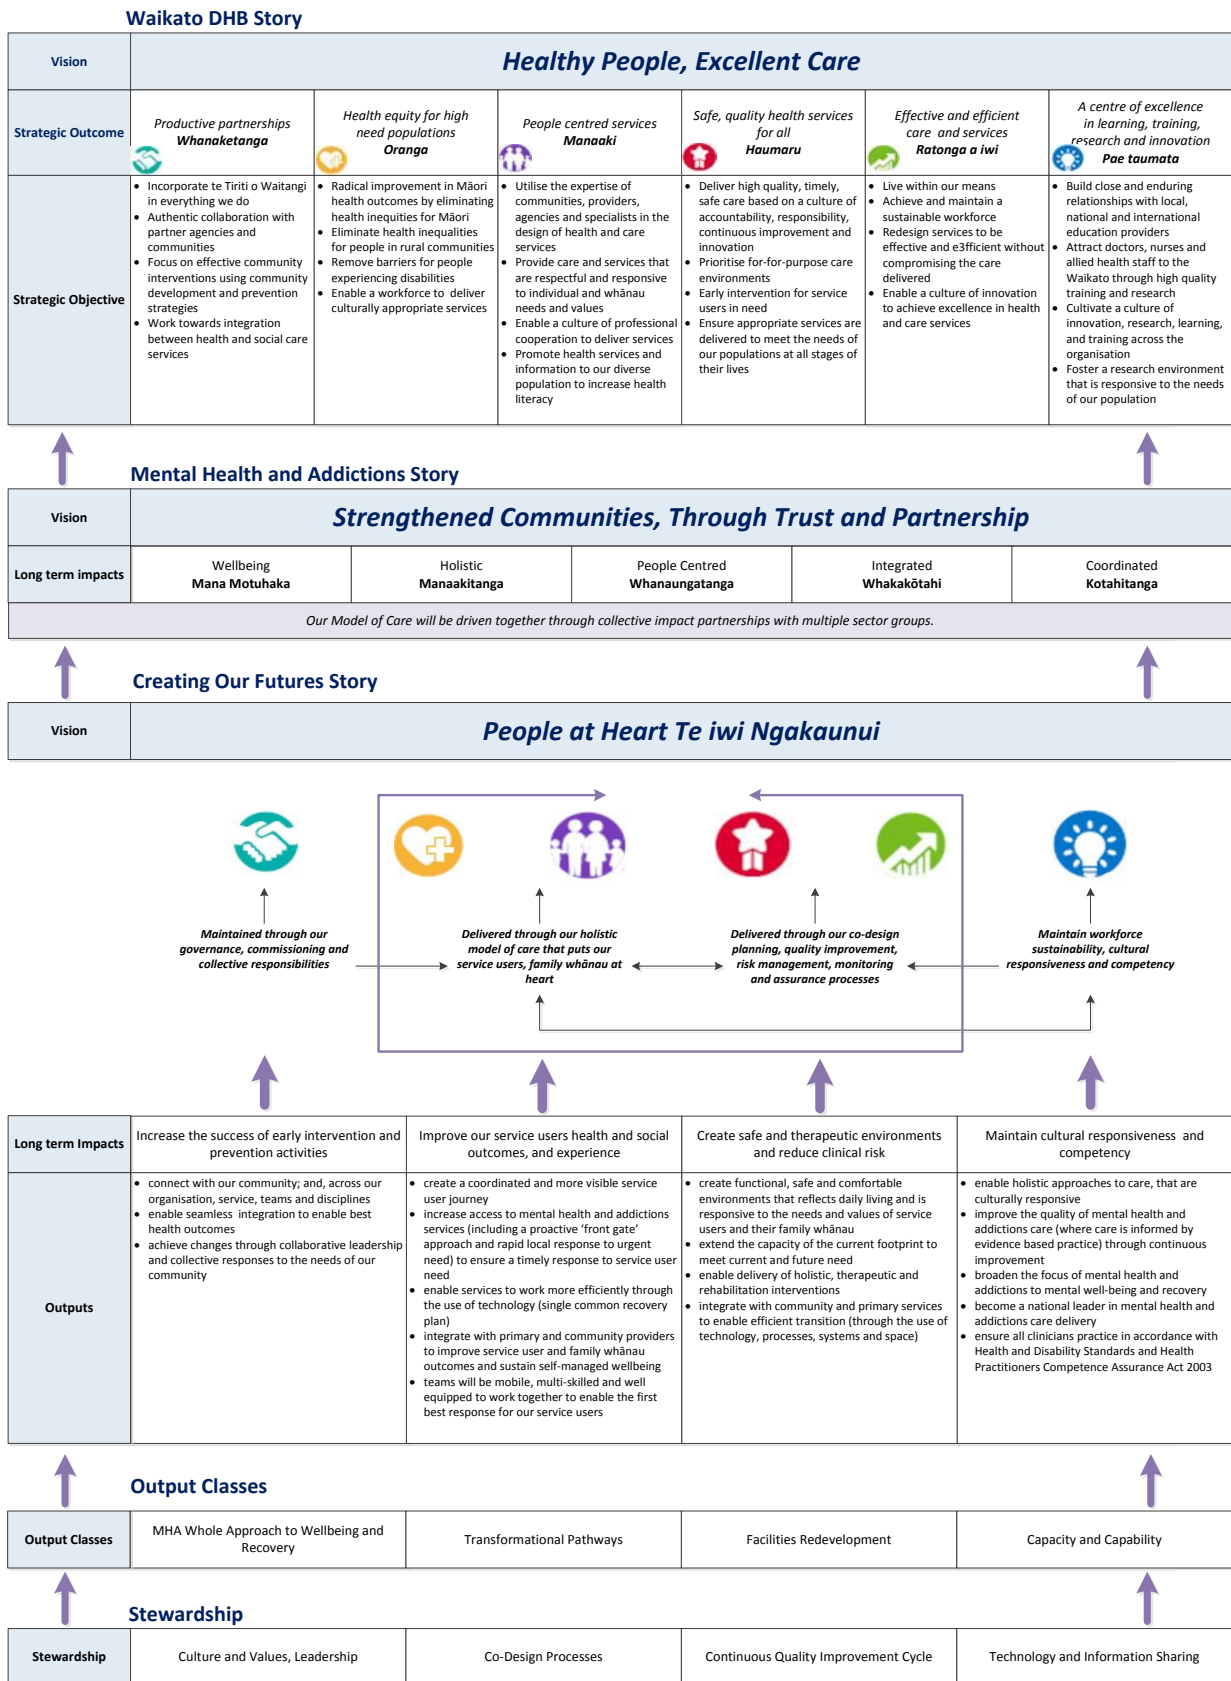 Waikato DHB Story
Vision
Healthy People, Excellent Care
Strategic Outcome
Productive partnerships
Whanaketanga
Health equity for high
need populations
Oranga
People centred services
Manaaki
Safe, quality health services
for all
Haumaru
Effective and efficient
care and services
Ratonga a iwi
A centre of excellence
in learning, training,
research and innovation
Pae taumata
Strategic Objective
• Incorporate te Tiriti o Waitangi
in everything we do
• Authentic collaboration with
partner agencies and
communities
• Focus on effective community
interventions using community
development and prevention
strategies
• Work towards integration
between health and social care
services
• Radical improvement in Māori
health outcomes by eliminating
health inequities for Māori
• Eliminate health inequalities
for people in rural communities
• Remove barriers for people
experiencing disabilities
• Enable a workforce to deliver
culturally appropriate services
• Utilise the expertise of
communities, providers,
agencies and specialists in the
design of health and care
services
• Provide care and services that
are respectful and responsive
to individual and whānau
needs and values
• Enable a culture of professional
cooperation to deliver services
• Promote health services and
information to our diverse
population to increase health
literacy
• Deliver high quality, timely,
safe care based on a culture of
accountability, responsibility,
continuous improvement and
innovation
• Prioritise for-for-purpose care
environments
• Early intervention for service
users in need
• Ensure appropriate services are
delivered to meet the needs of
our populations at all stages of
their lives
• Live within our means
• Achieve and maintain a
sustainable workforce
• Redesign services to be
effective and e3fficient without
compromising the care
delivered
• Enable a culture of innovation
to achieve excellence in health
and care services
• Build close and enduring
relationships with local,
national and international
education providers
• Attract doctors, nurses and
allied health staff to the
Waikato through high quality
training and research
• Cultivate a culture of
innovation, research, learning,
and training across the
organisation
• Foster a research environment
that is responsive to the needs
of our population
Mental Health and Addictions Story
Vision
Strengthened Communities, Through Trust and Partnership
Long term impacts
Wellbeing
Mana Motuhaka
Holistic
Manaakitanga
People Centred
Whanaungatanga
Integrated
Whakakōtahi
Coordinated
Kotahitanga
Our Model of Care will be driven together through collective impact partnerships with multiple sector groups.
Creating Our Futures Story
Vision
People at Heart Te iwi Ngakaunui
Maintained through our
governance, commissioning and
collective responsibilities
Delivered through our holistic
model of care that puts our
service users, family whānau at
heart
Delivered through our co-design
planning, quality improvement,
risk management, monitoring
and assurance processes
Maintain workforce
sustainability, cultural
responsiveness and competency
Long term Impacts
Increase the success of early intervention and
prevention activities
Improve our service users health and social
outcomes, and experience
Create safe and therapeutic environments
and reduce clinical risk
Maintain cultural responsiveness and
competency
Outputs
• connect with our community; and, across our
organisation, service, teams and disciplines
• enable seamless integration to enable best
health outcomes
• achieve changes through collaborative leadership
and collective responses to the needs of our
community
• create a coordinated and more visible service
user journey
• increase access to mental health and addictions
services (including a proactive ‘front gate’
approach and rapid local response to urgent
need) to ensure a timely response to service user
need
• enable services to work more efficiently through
the use of technology (single common recovery
plan)
• integrate with primary and community providers
to improve service user and family whānau
outcomes and sustain self-managed wellbeing
• teams will be mobile, multi-skilled and well
equipped to work together to enable the first
best response for our service users
• create functional, safe and comfortable
environments that reflects daily living and is
responsive to the needs and values of service
users and their family whānau
• extend the capacity of the current footprint to
meet current and future need
• enable delivery of holistic, therapeutic and
rehabilitation interventions
• integrate with community and primary services
to enable efficient transition (through the use of
technology, processes, systems and space)
• enable holistic approaches to care, that are
culturally responsive
• improve the quality of mental health and
addictions care (where care is informed by
evidence based practice) through continuous
improvement
• broaden the focus of mental health and
addictions to mental well-being and recovery
• become a national leader in mental health and
addictions care delivery
• ensure all clinicians practice in accordance with
Health and Disability Standards and Health
Practitioners Competence Assurance Act 2003
Output Classes
Output Classes
MHA Whole Approach to Wellbeing and
Recovery
Transformational Pathways
Facilities Redevelopment
Capacity and Capability
Stewardship
Stewardship
Culture and Values, Leadership
Co-Design Processes
Continuous Quality Improvement Cycle
Technology and Information Sharing